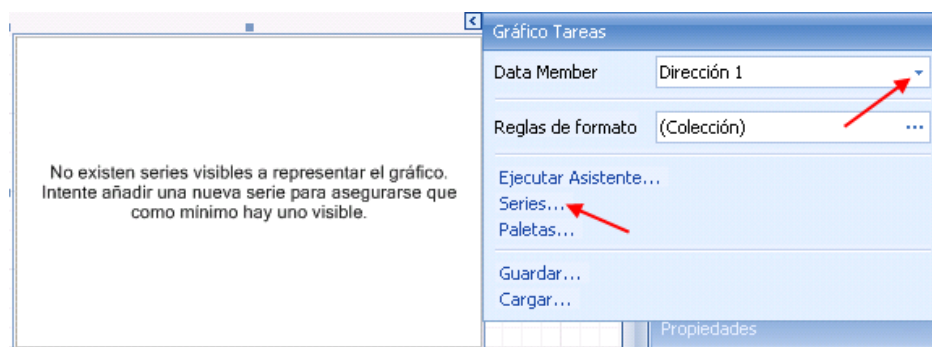 Gráfico Tareas
Data Member Dirección 1
Reglas de formato (Colección)
Ejecutar Asistente...
Series...
Paletas...
Guardar...
Cargar...
Propiedades
No existen series visibles a representar el gráfico.
Intente añadir una nueva serie para asegurarse que
como mínimo hay uno visible.